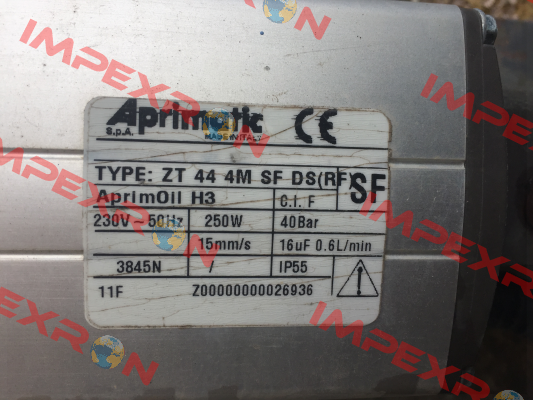 Aprimatic
S.p.A.
MADE IN ITALY
CE
TYPE: ZT 44 4M SF DS(RF) SF
AprimOil H3 C.I. F
230V~50Hz 250W 40Bar
15mm/s 16uF 0.6L/min
3845N / IP55
11F Z00000000026936
IMPEXRON
IMPEXRON
IMPEXRON
IMPEXRON
IMPEXRON